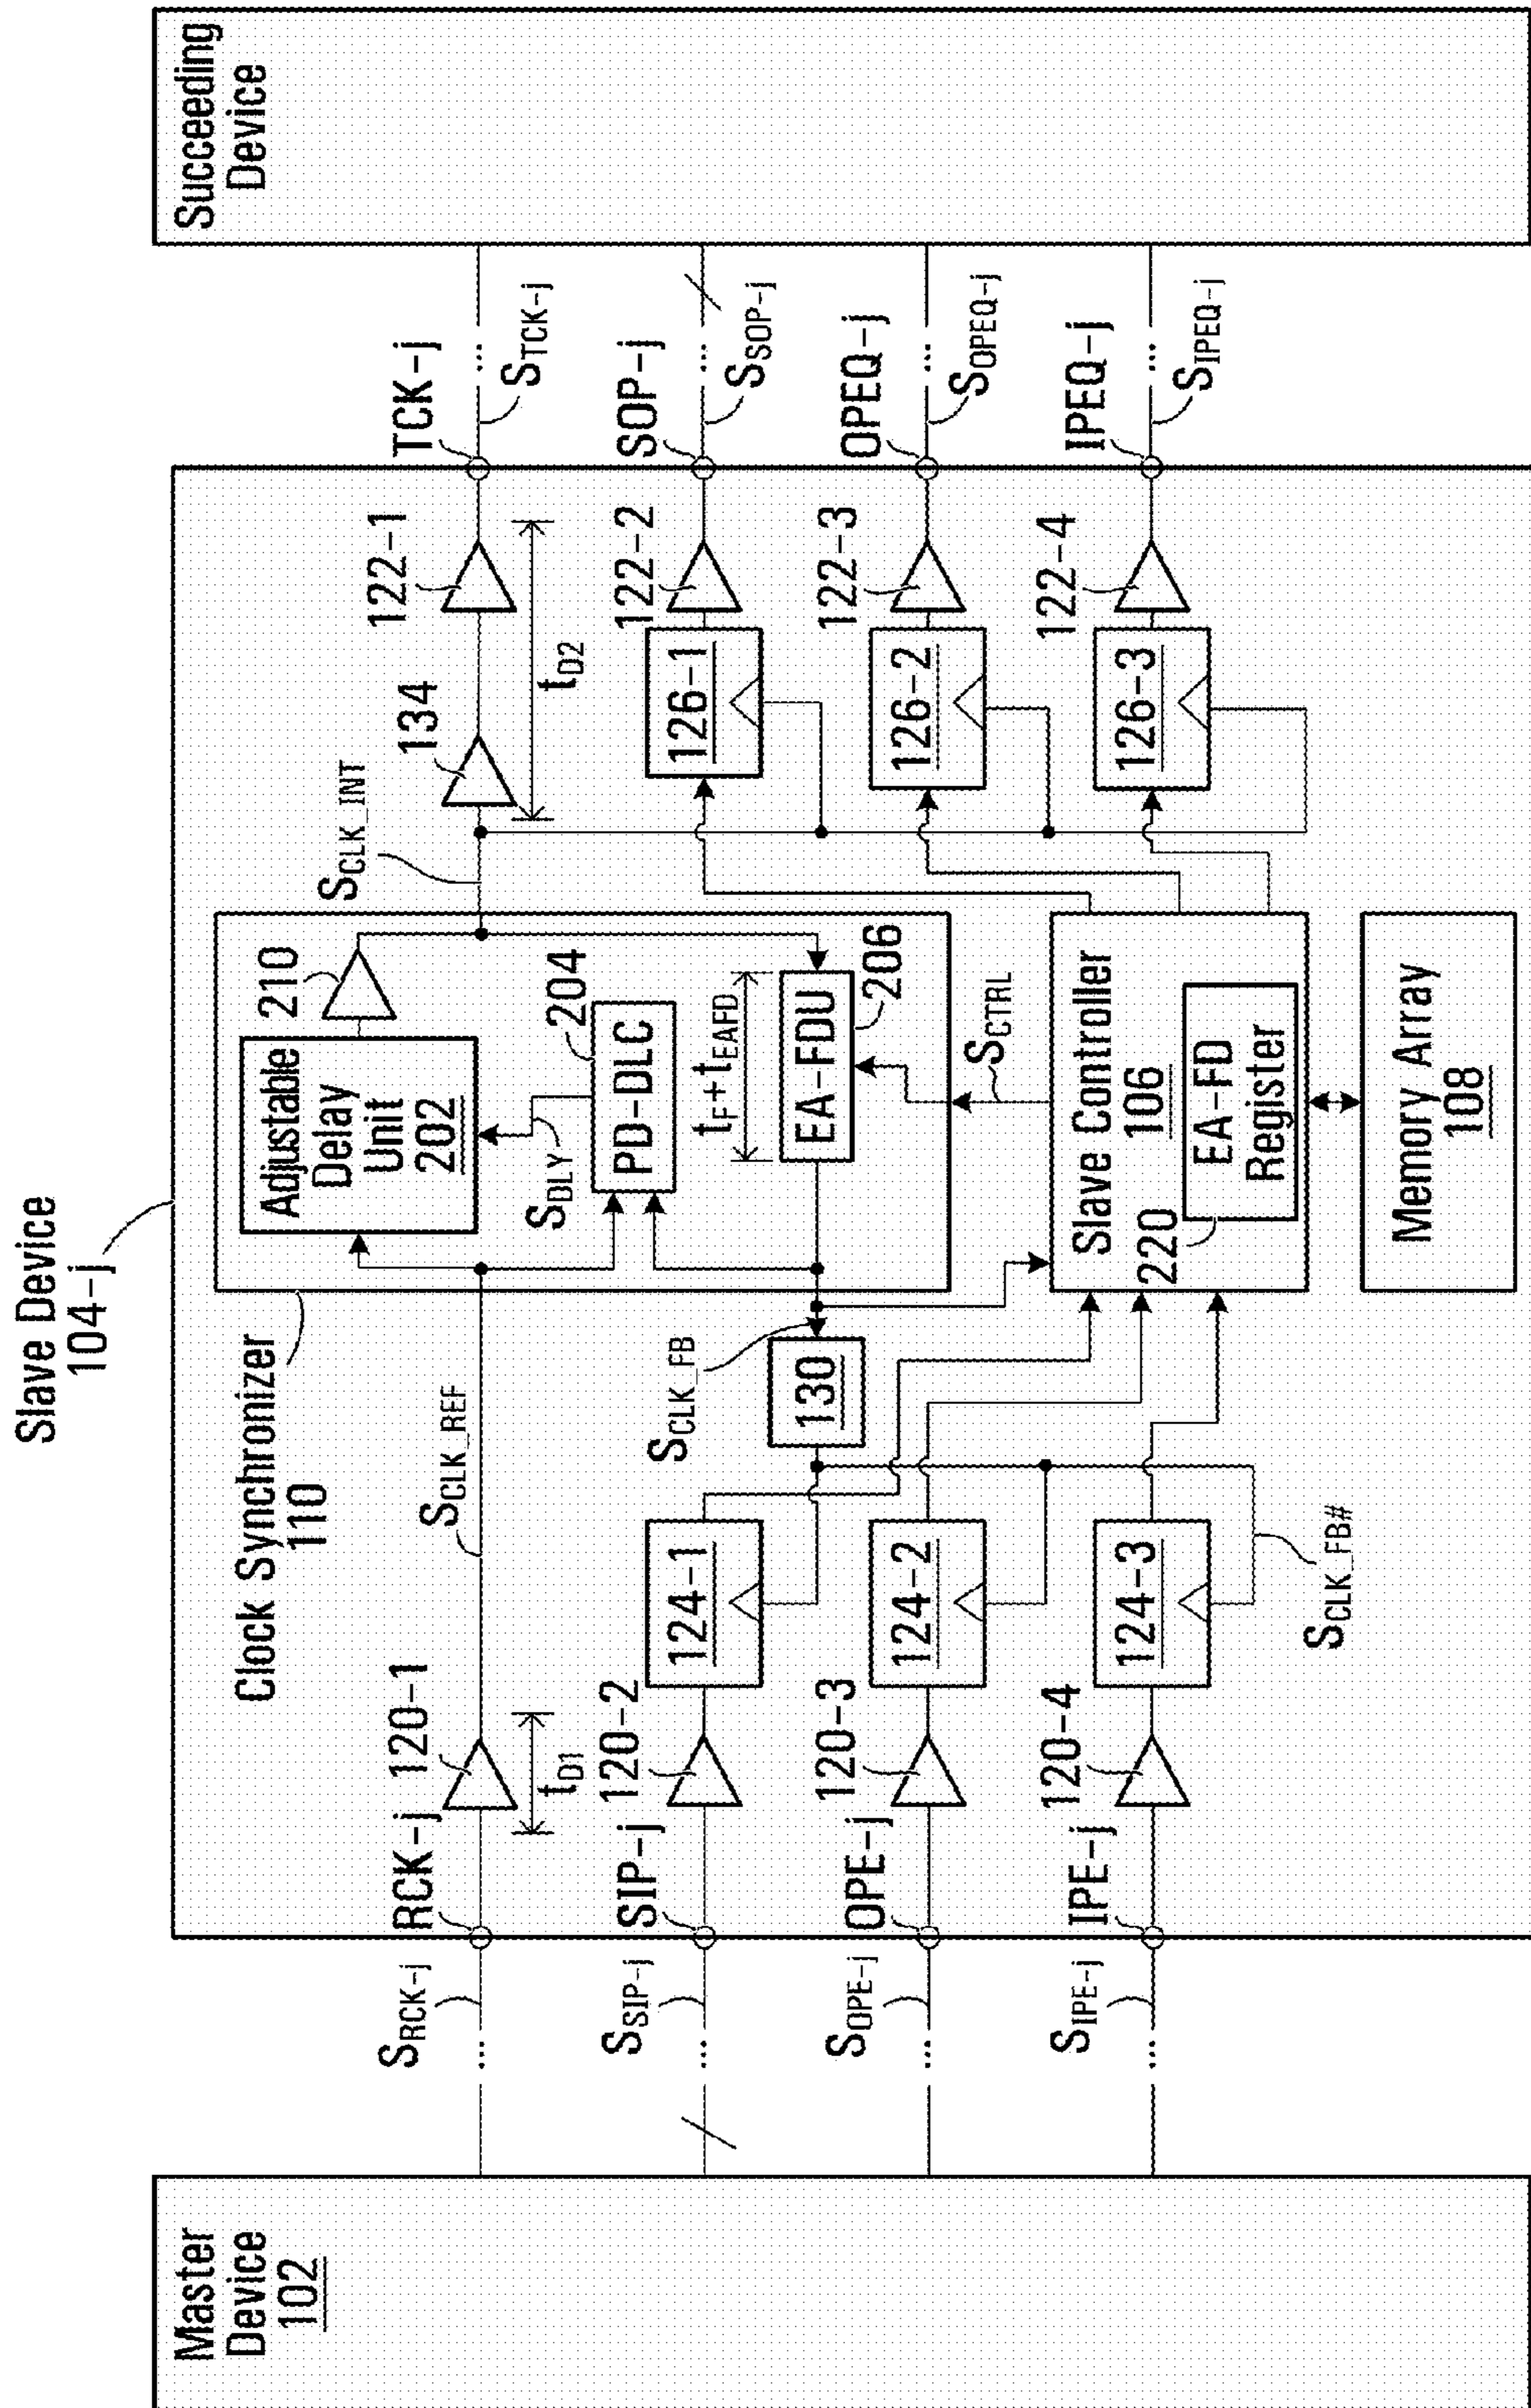 Slave Device
104-j
Master
Device
102
Succeeding
Device
Clock Synchronizer
110
S_RCK-j
RCK-j
120-1
t_D1
S_CLK_REF
Adjustable
Delay
Unit
202
210
S_DLY
PD-DLC
204
t_F+t_EAFD
EA-FDU
206
S_CLK_INT
134
122-1
t_D2
TCK-j
S_TCK-j
...
...
S_SIP-j
SIP-j
120-2
124-1
S_CLK_FB
130
S_CTRL
126-1
122-2
SOP-j
S_SOP-j
...
...
S_OPE-j
OPE-j
120-3
124-2
Slave Controller
106
220
EA-FD
Register
126-2
122-3
OPEQ-j
S_OPEQ-j
...
...
S_IPE-j
IPE-j
120-4
124-3
S_CLK_FB#
126-3
122-4
IPEQ-j
S_IPEQ-j
...
...
Memory Array
108